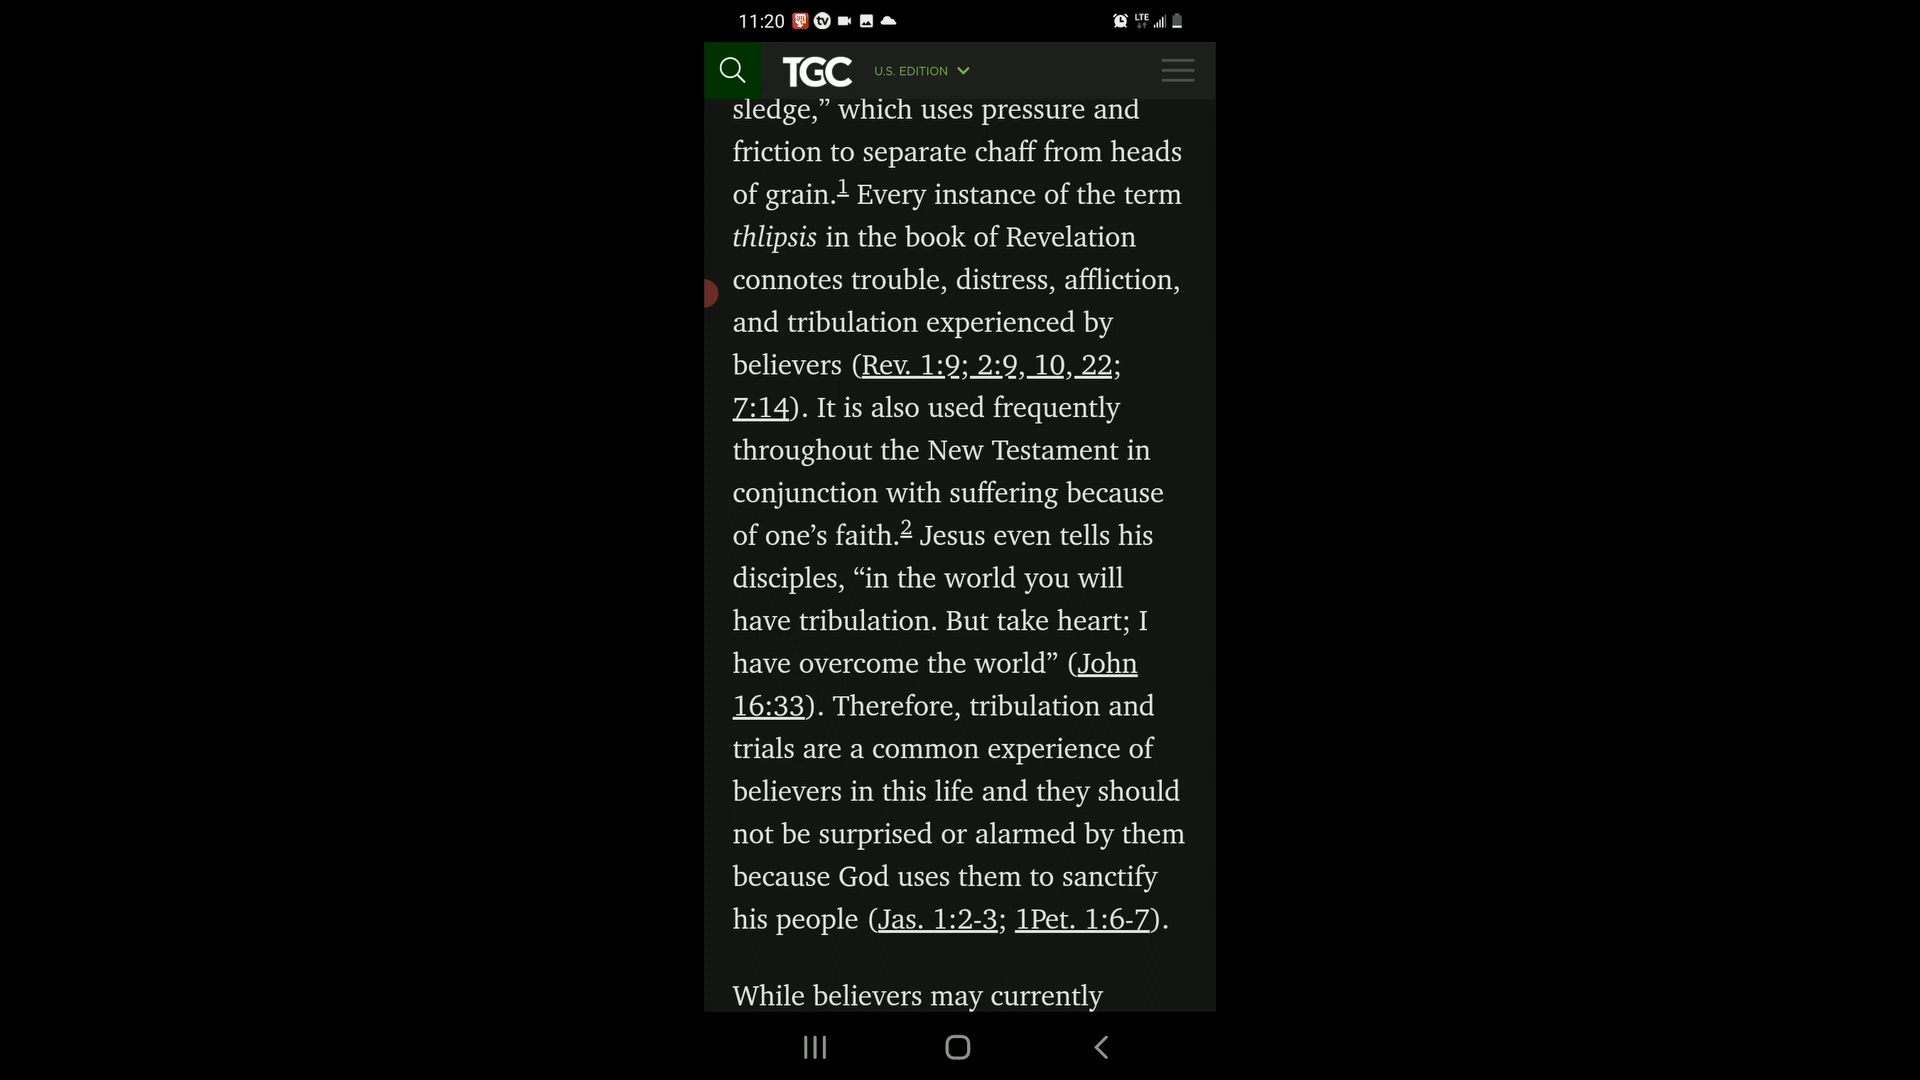 11:20
LTE
TGC U.S. EDITION
sledge,” which uses pressure and
friction to separate chaff from heads
of grain.1 Every instance of the term
thlipsis in the book of Revelation
connotes trouble, distress, affliction,
and tribulation experienced by
believers (Rev. 1:9; 2:9, 10, 22;
7:14). It is also used frequently
throughout the New Testament in
conjunction with suffering because
of one’s faith.2 Jesus even tells his
disciples, “in the world you will
have tribulation. But take heart; I
have overcome the world” (John
16:33). Therefore, tribulation and
trials are a common experience of
believers in this life and they should
not be surprised or alarmed by them
because God uses them to sanctify
his people (Jas. 1:2-3; 1Pet. 1:6-7).
While believers may currently